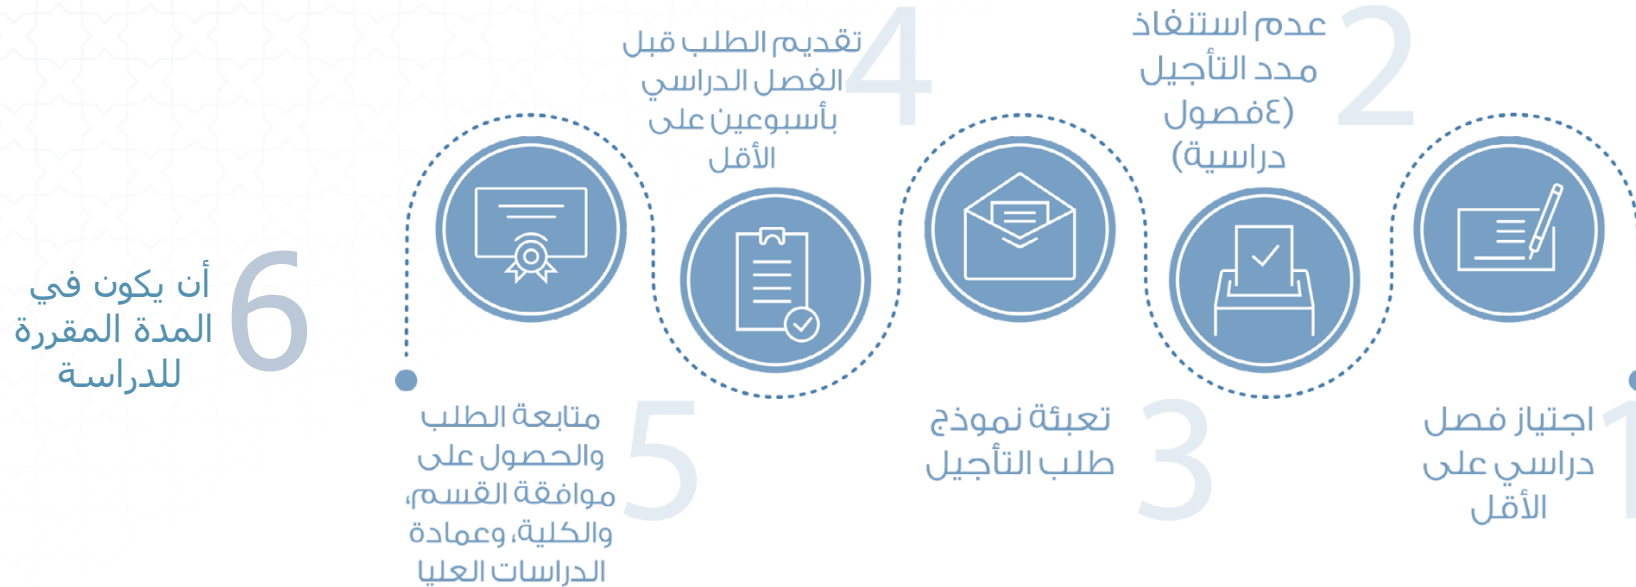 1
اجتياز فصل
دراسي على
الأقل
2
عدم استنفاذ
مدد التأجيل
(٤فصول
دراسية)
3
تعبئة نموذج
طلب التأجيل
4
تقديم الطلب قبل
الفصل الدراسي
بأسبوعين على
الأقل
5
متابعة الطلب
والحصول على
موافقة القسم،
والكلية، وعمادة
الدراسات العليا
6
أن يكون في
المدة المقررة
للدراسة